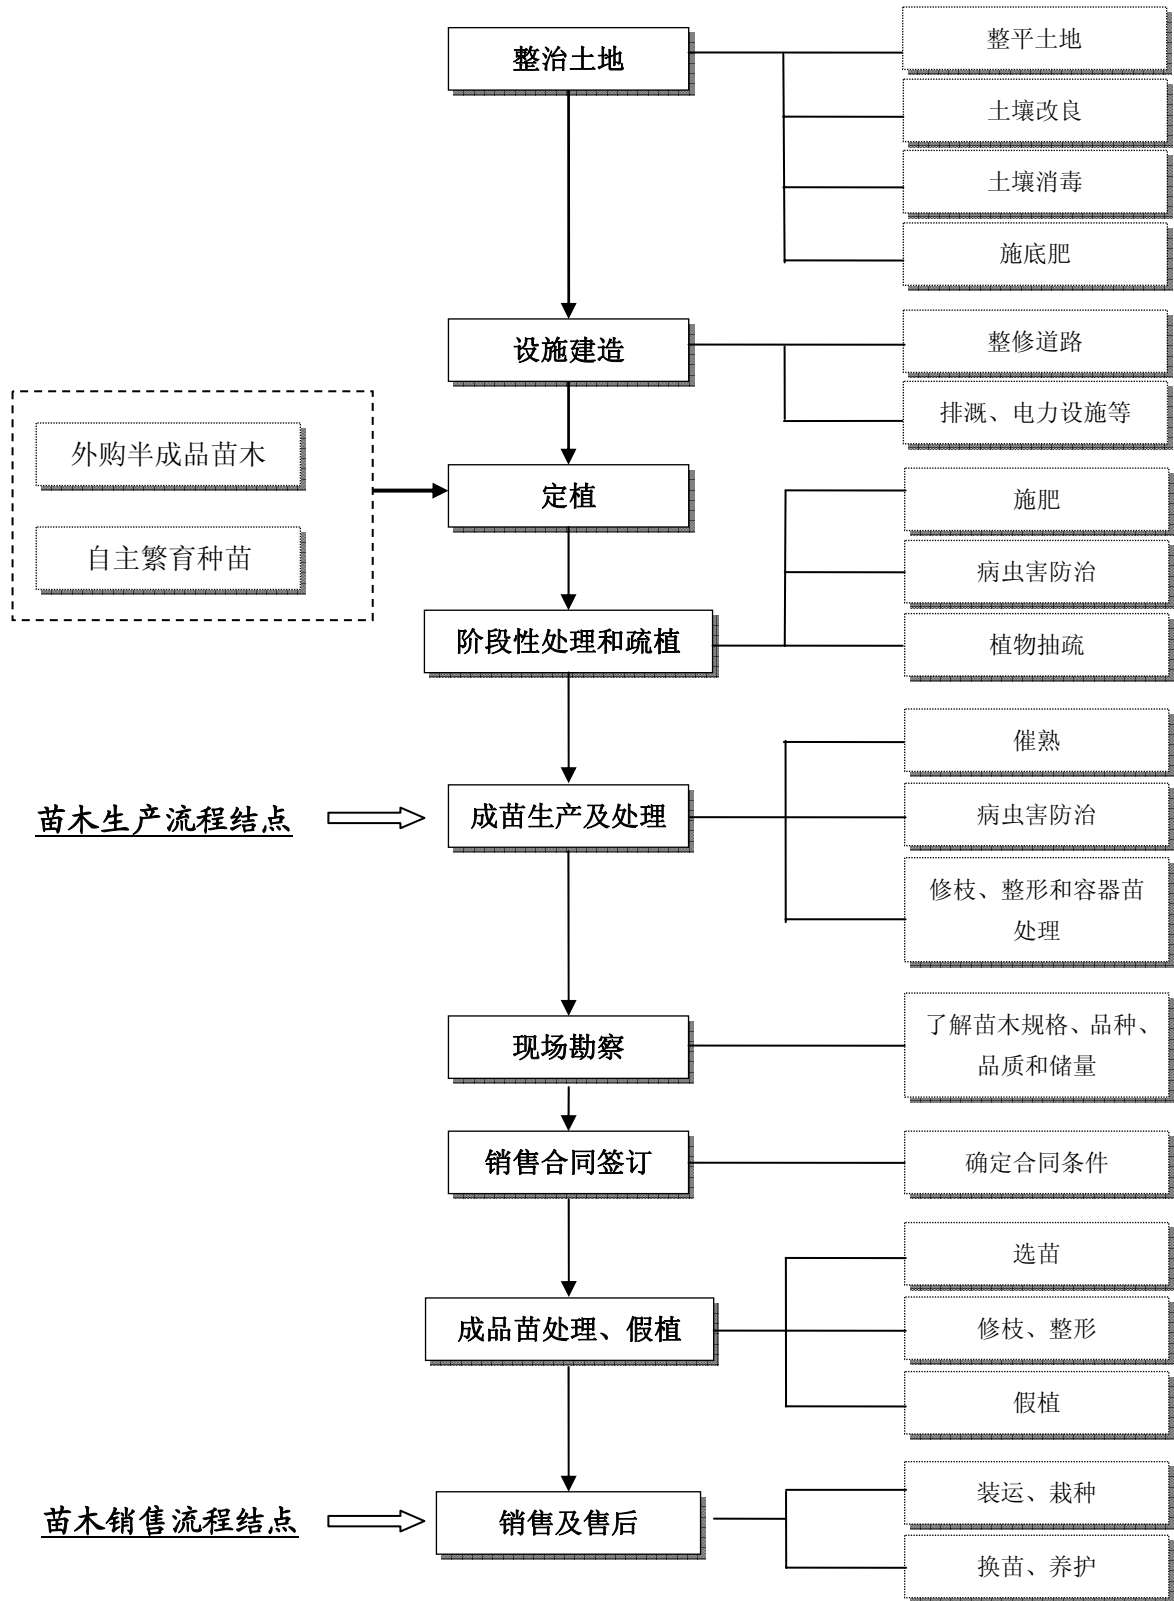 整治土地
整平土地
土壤改良
土壤消毒
施底肥
设施建造
整修道路
排溉、电力设施等
外购半成品苗木
自主繁育种苗
定植
施肥
病虫害防治
植物抽疏
阶段性处理和疏植
苗木生产流程结点
成苗生产及处理
催熟
病虫害防治
修枝、整形和容器苗
处理
现场勘察
了解苗木规格、品种、
品质和储量
销售合同签订
确定合同条件
成品苗处理、假植
选苗
修枝、整形
假植
苗木销售流程结点
销售及售后
装运、栽种
换苗、养护